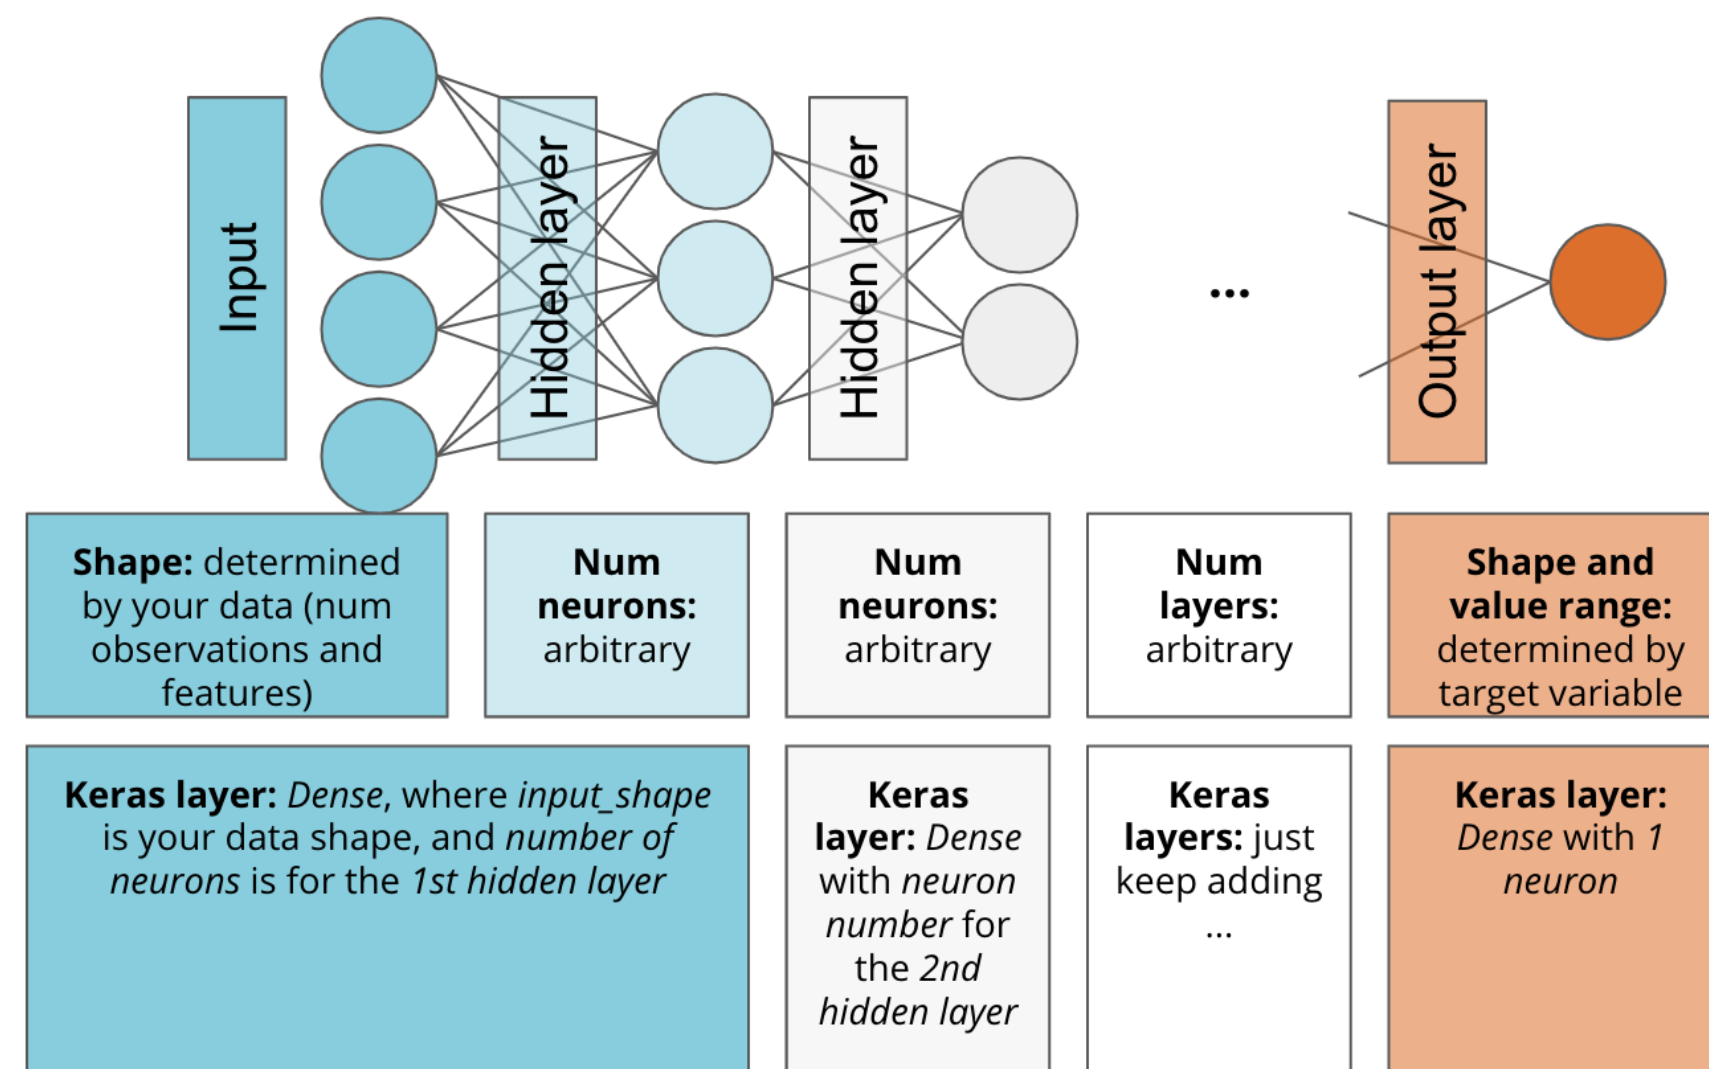 Input
Hidden layer
Hidden layer
...
Output layer
Shape: determined
by your data (num
observations and
features)
Num
neurons:
arbitrary
Num
neurons:
arbitrary
Num
layers:
arbitrary
Shape and
value range:
determined by
target variable
Keras layer: Dense, where input_shape
is your data shape, and number of
neurons is for the 1st hidden layer
Keras
layer: Dense
with neuron
number for
the 2nd
hidden layer
Keras
layers: just
keep adding
...
Keras layer:
Dense with 1
neuron